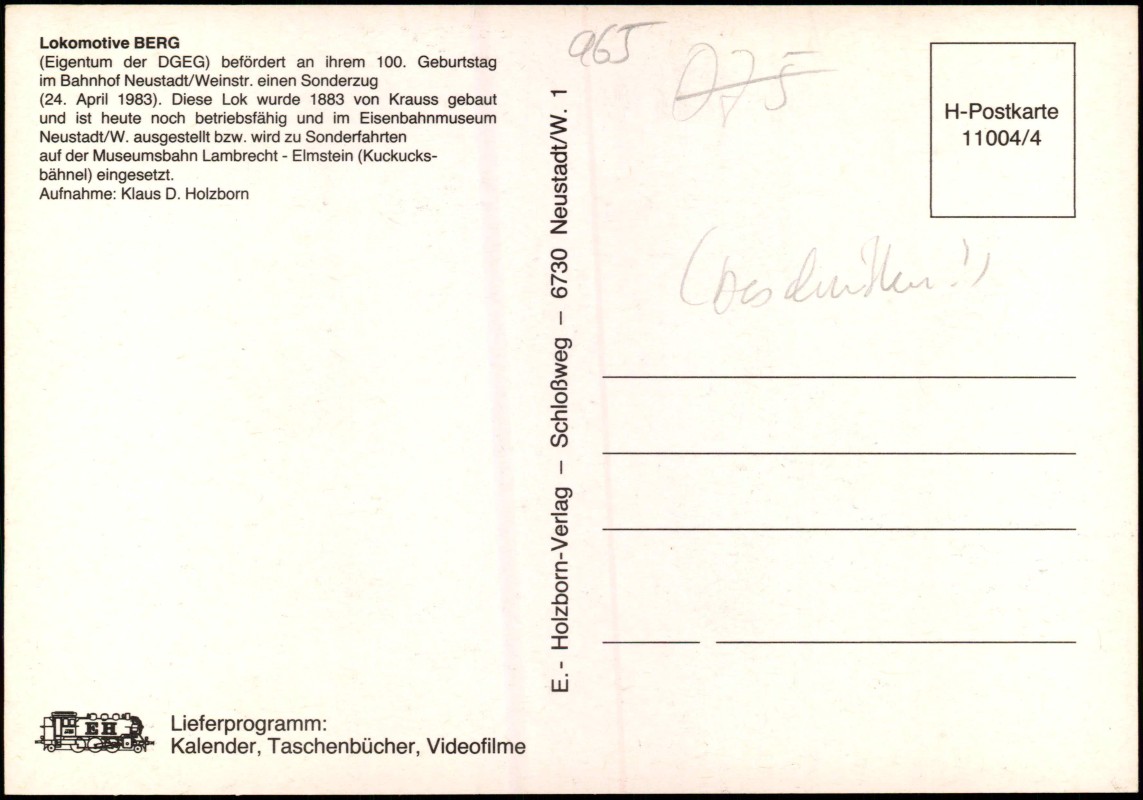 Lokomotive BERG
(Eigentum der DGEG) befördert an ihrem 100. Geburtstag
im Bahnhof Neustadt/Weinstr. einen Sonderzug
(24. April 1983). Diese Lok wurde 1883 von Krauss gebaut
und ist heute noch betriebsfähig und im Eisenbahnmuseum
Neustadt/W. ausgestellt bzw. wird zu Sonderfahrten
auf der Museumsbahn Lambrecht - Elmstein (Kuckucks-
bähnel) eingesetzt.
Aufnahme: Klaus D. Holzborn
EH
Lieferprogramm:
Kalender, Taschenbücher, Videofilme
E.- Holzborn-Verlag – Schloßweg – 6730 Neustadt/W. 1
965
075
H-Postkarte
11004/4